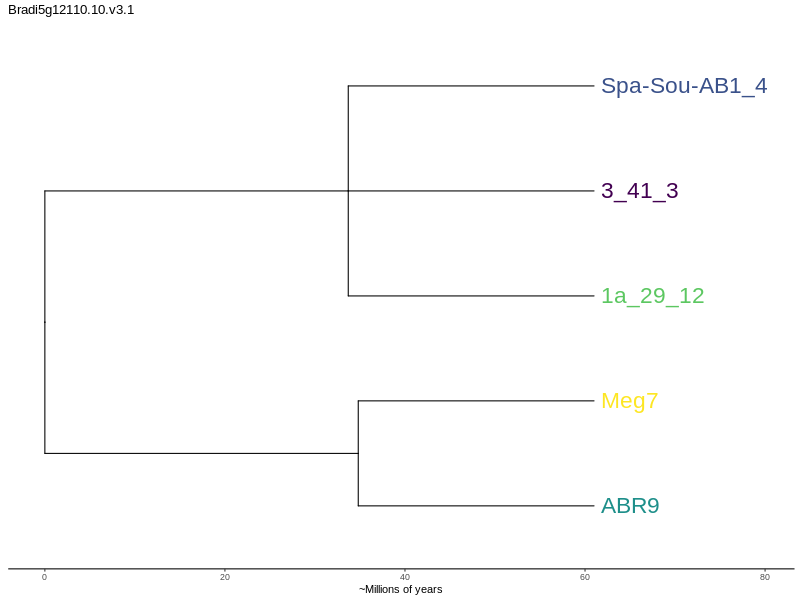 Bradi5g12110.10.v3.1
Spa-Sou-AB1_4
3_41_3
1a_29_12
Meg7
ABR9
0 20 40 60 80
~Millions of years